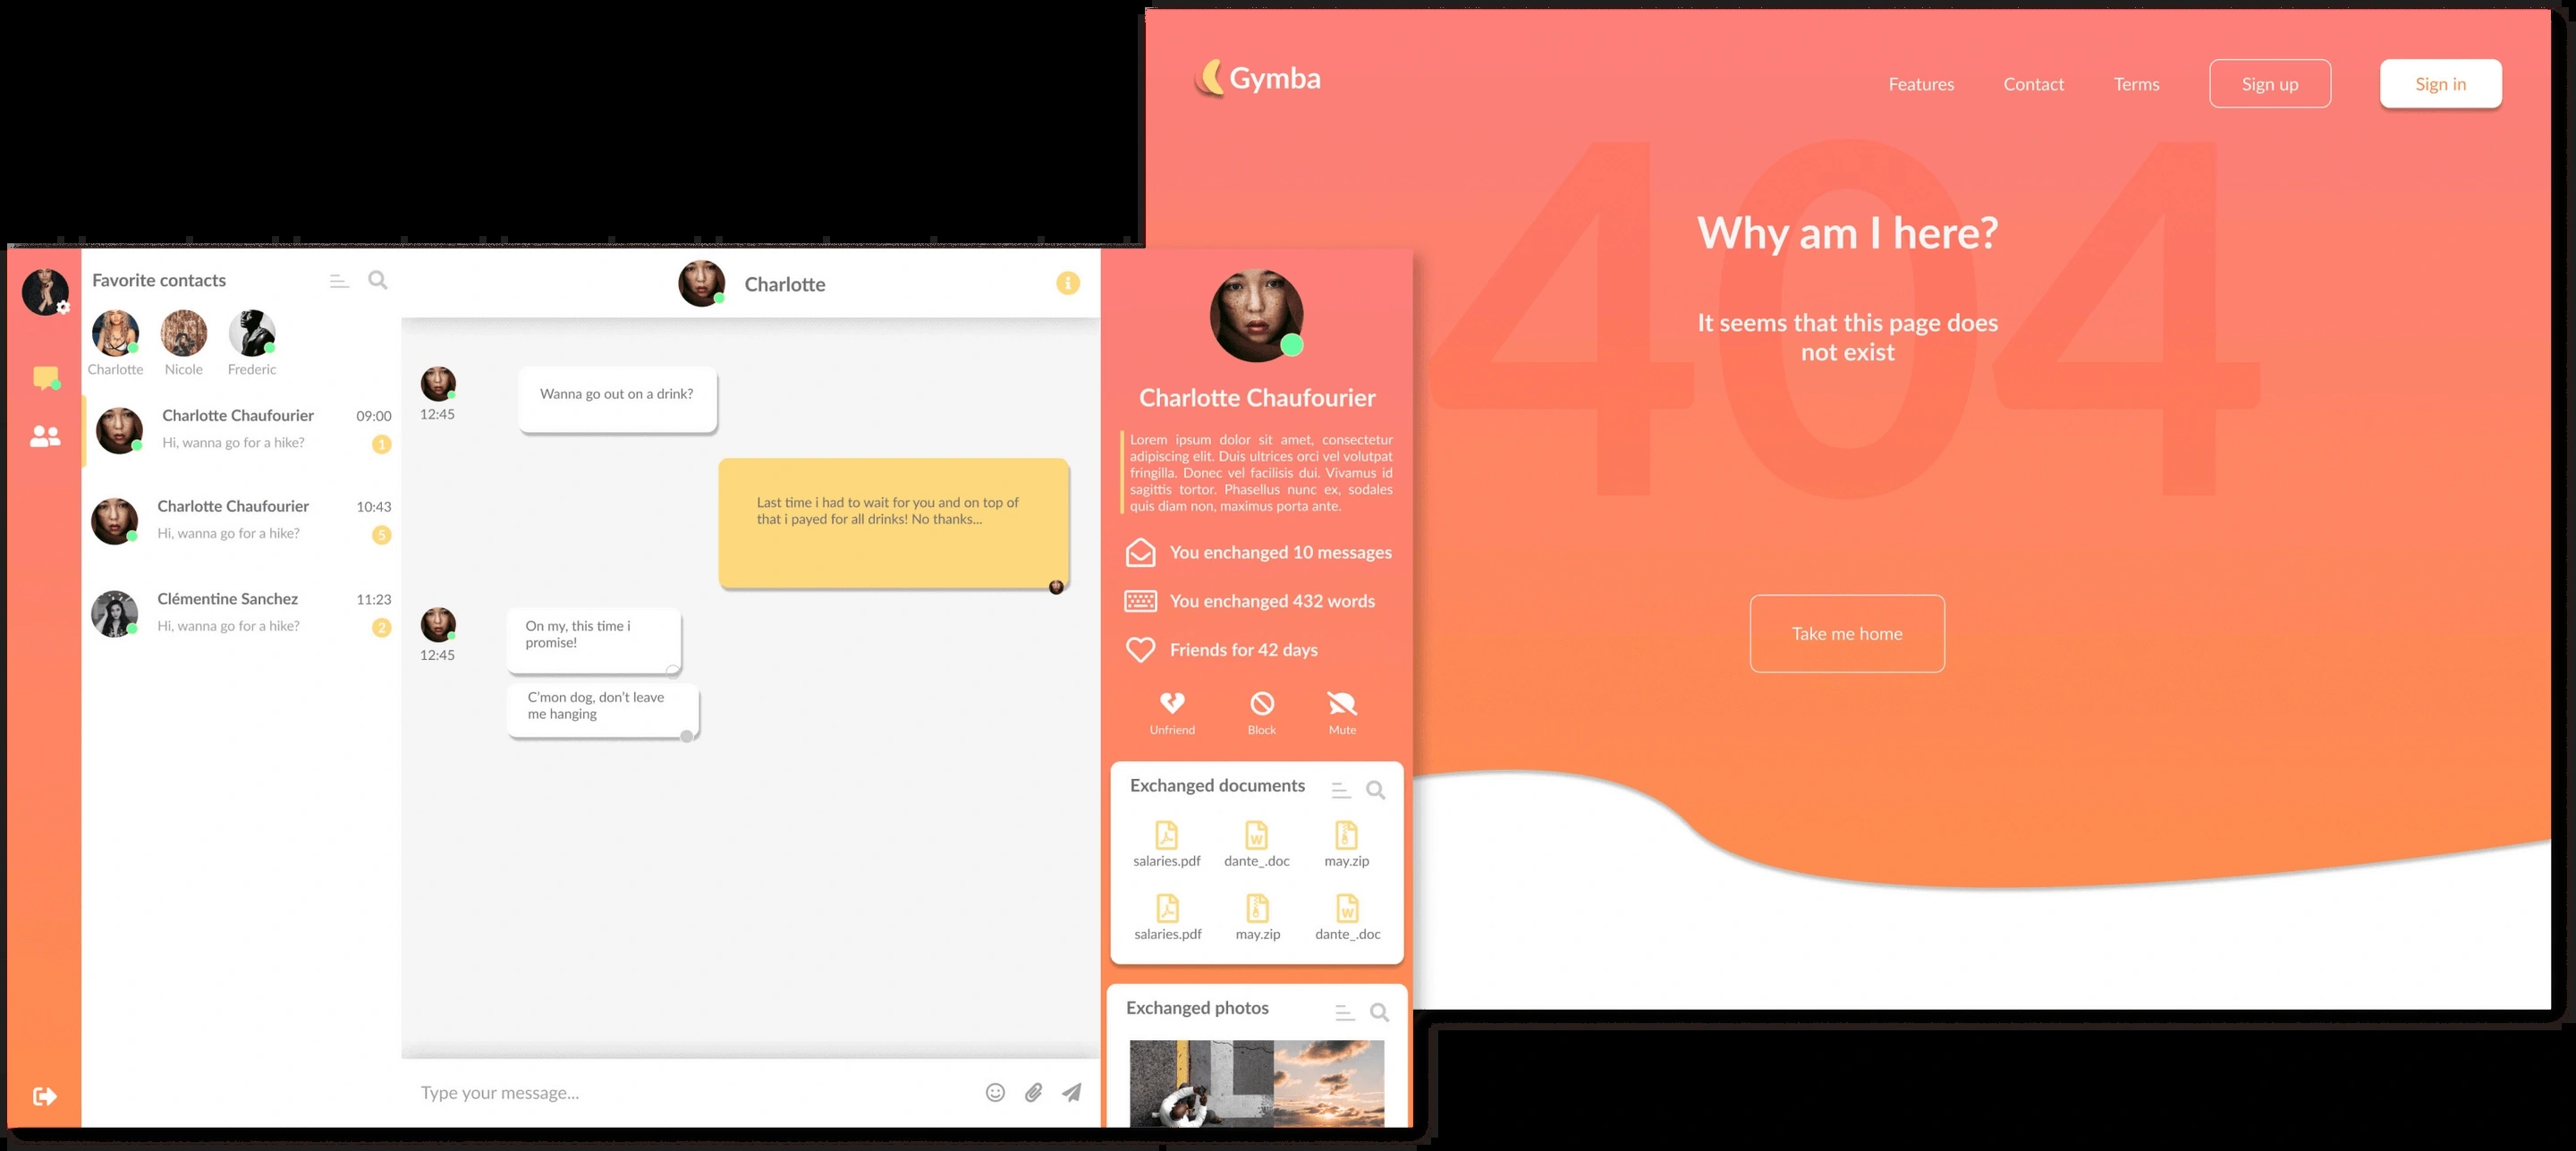 Gymba
Features
Contact
Terms
Sign up
Sign in
404
Why am I here?
It seems that this page does
not exist
Take me home
Favorite contacts
Charlotte
Nicole
Frederic
Charlotte Chaufourier
09:00
Hi, wanna go for a hike?
1
Charlotte Chaufourier
10:43
Hi, wanna go for a hike?
5
Clémentine Sanchez
11:23
Hi, wanna go for a hike?
2
Charlotte
Wanna go out on a drink?
12:45
Last time i had to wait for you and on top of
that i payed for all drinks! No thanks...
On my, this time i
promise!
12:45
C'mon dog, don't leave
me hanging
Type your message...
Charlotte Chaufourier
Lorem ipsum dolor sit amet, consectetur
adipiscing elit. Duis ultrices orci vel volutpat
fringilla. Donec vel facilisis dui. Vivamus id
sagittis tortor. Phasellus nunc ex, sodales
quis diam non, maximus porta ante.
You enchanged 10 messages
You enchanged 432 words
Friends for 42 days
Unfriend
Block
Mute
Exchanged documents
salaries.pdf
dante_.doc
may.zip
salaries.pdf
may.zip
dante_.doc
Exchanged photos